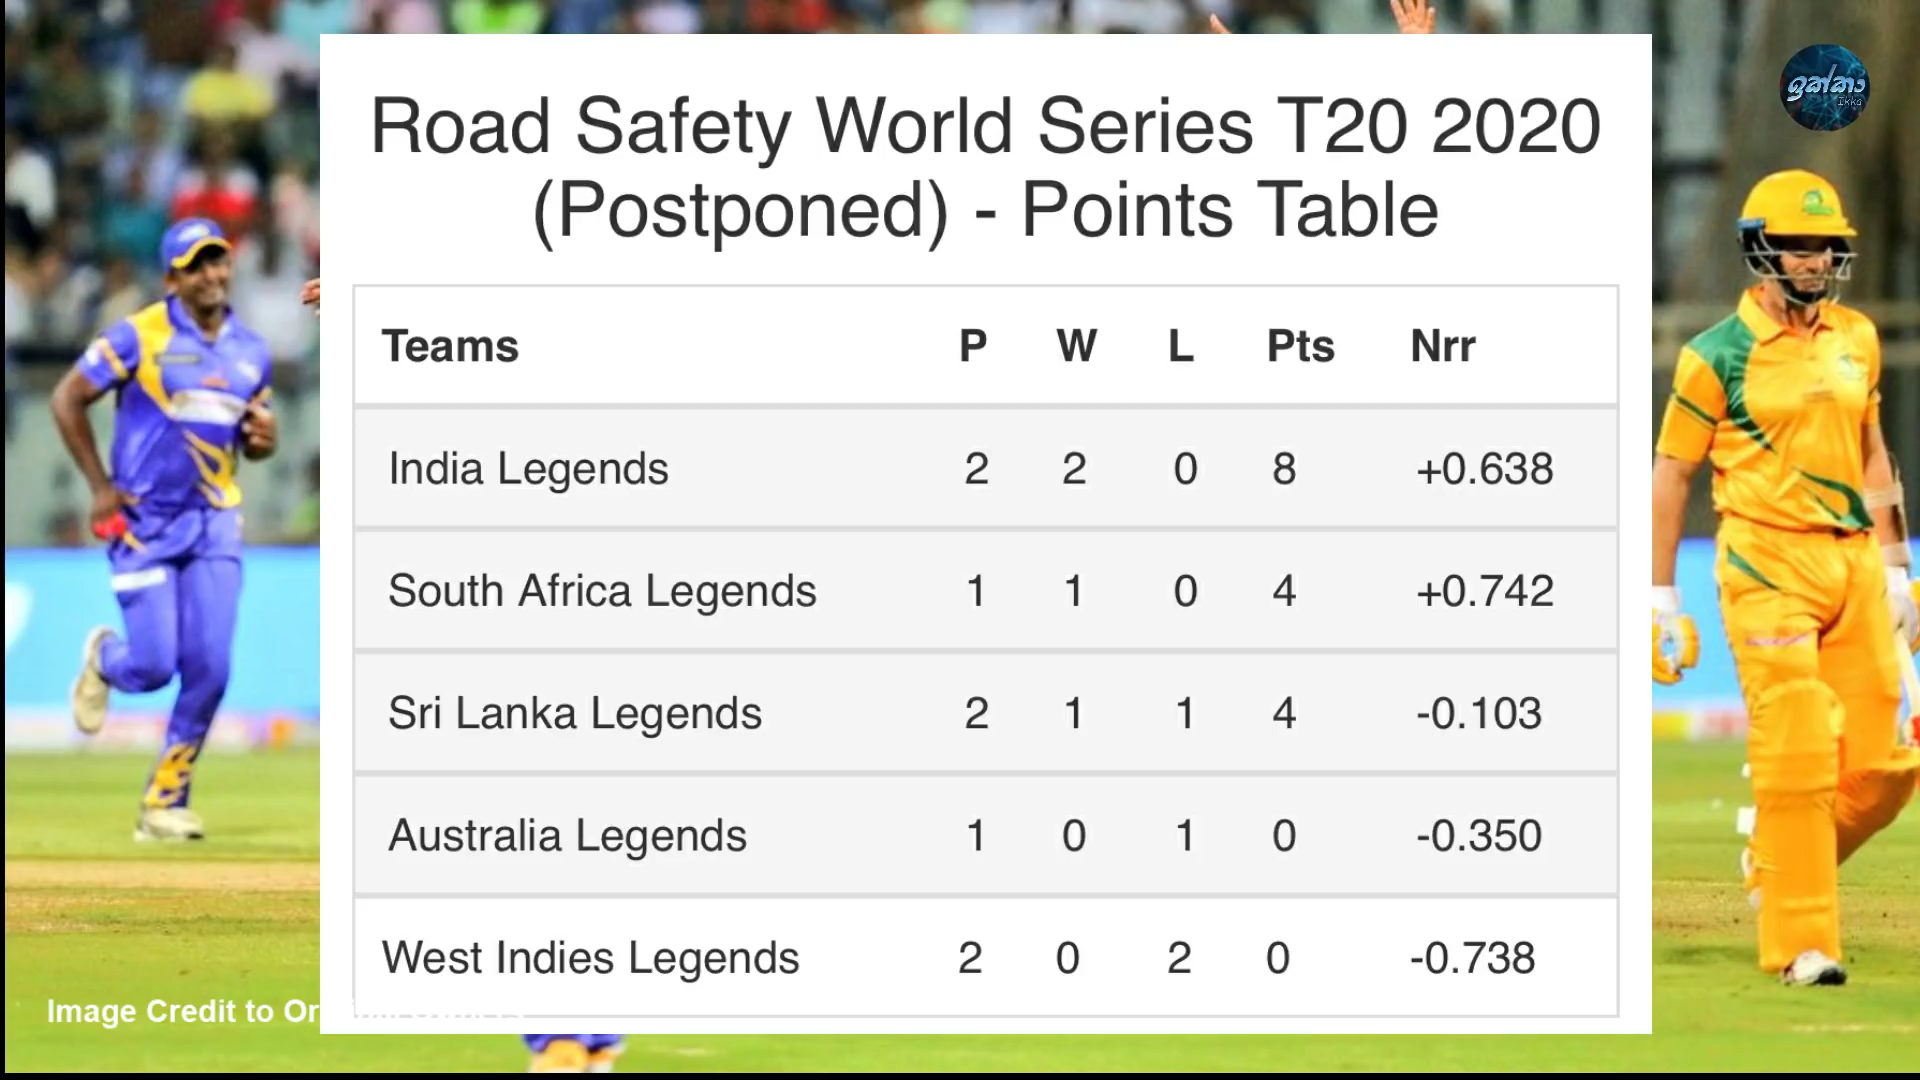 Road Safety World Series T20 2020
(Postponed) - Points Table
ඉක්කා
Ikka
Teams P W L Pts Nrr
India Legends 2 2 0 8 +0.638
South Africa Legends 1 1 0 4 +0.742
Sri Lanka Legends 2 1 1 4 -0.103
Australia Legends 1 0 1 0 -0.350
West Indies Legends 2 0 2 0 -0.738
Image Credit to